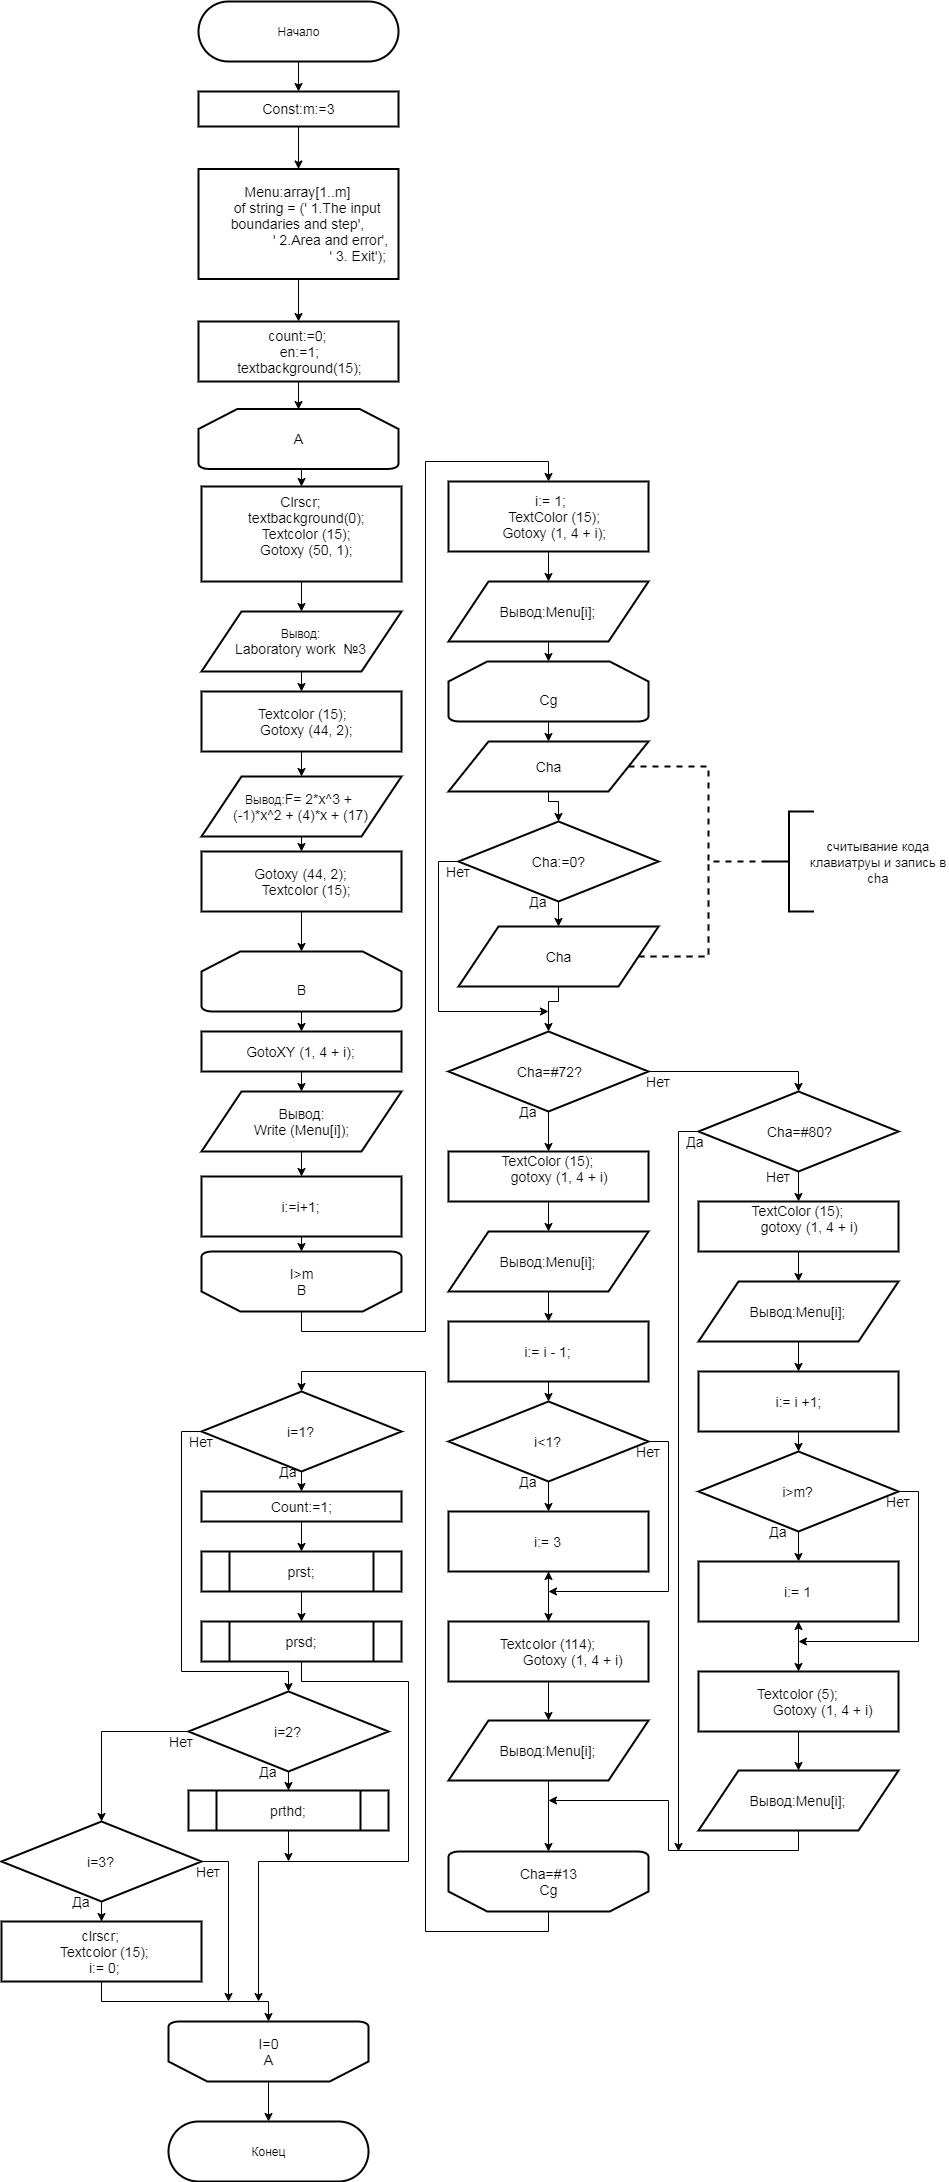 Начало
Const:m:=3
Menu:array[1..m]
of string = (' 1.The input
boundaries and step',
' 2.Area and error',
' 3. Exit');
count:=0;
en:=1;
textbackground(15);
A
Clrscr;
textbackground(0);
Textcolor (15);
Gotoxy (50, 1);
Вывод:
Laboratory work  №3
Textcolor (15);
Gotoxy (44, 2);
Вывод:F= 2*x^3 +
(-1)*x^2 + (4)*x + (17)
Gotoxy (44, 2);
Textcolor (15);
B
GotoXY (1, 4 + i);
Вывод:
Write (Menu[i]);
i:=i+1;
I>m
B
i:= 1;
TextColor (15);
Gotoxy (1, 4 + i);
Вывод:Menu[i];
Cg
Cha
Cha:=0?
Нет
Да
Cha
считывание кода
клавиатруы и запись в
cha
Cha=#72?
Нет
Да
TextColor (15);
gotoxy (1, 4 + i)
Вывод:Menu[i];
i:= i - 1;
i<1?
Нет
Да
i:= 3
Textcolor (114);
Gotoxy (1, 4 + i)
Вывод:Menu[i];
Cha=#80?
Да
Нет
TextColor (15);
gotoxy (1, 4 + i)
Вывод:Menu[i];
i:= i +1;
i>m?
Нет
Да
i:= 1
Textcolor (5);
Gotoxy (1, 4 + i)
Вывод:Menu[i];
Cha=#13
Cg
i=1?
Нет
Да
Count:=1;
prst;
prsd;
i=2?
Нет
Да
prthd;
i=3?
Нет
Да
clrscr;
Textcolor (15);
i:= 0;
I=0
A
Конец